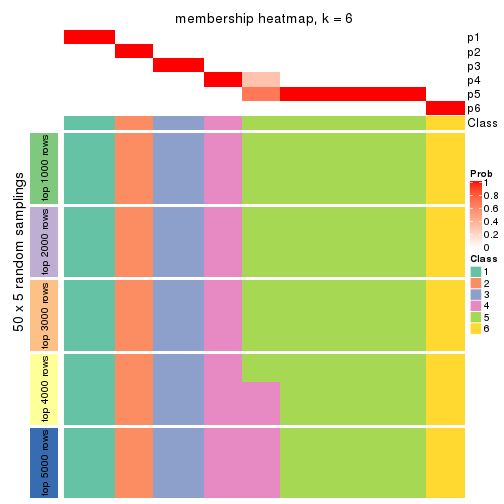 membership heatmap, k = 6
p1
p2
p3
p4
p5
p6
Class
50 x 5 random samplings
top 1000 rows
top 2000 rows
top 3000 rows
top 4000 rows
top 5000 rows
Prob
1
0.8
0.6
0.4
0.2
0
Class
1
2
3
4
5
6